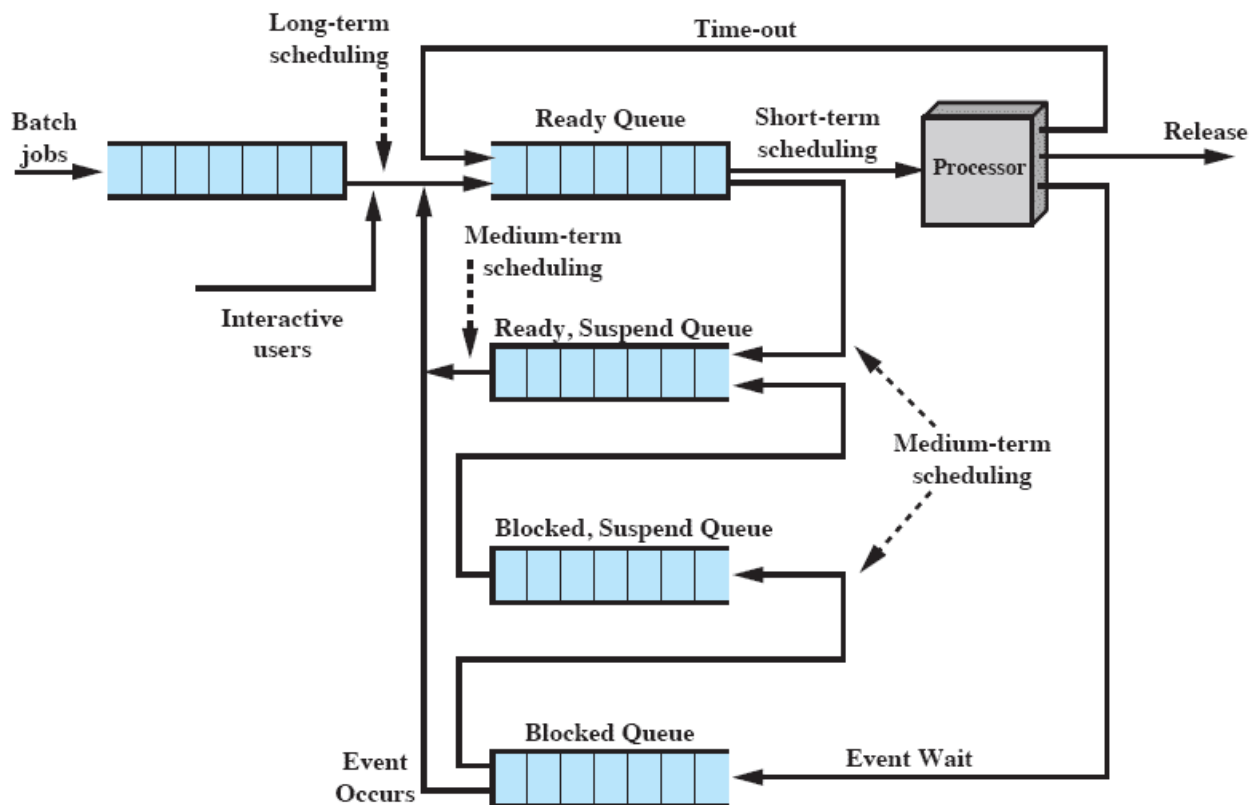 Long-term
scheduling
Time-out
Batch
jobs
Ready Queue
Short-term
scheduling
Release
Processor
Medium-term
scheduling
Interactive
users
Ready, Suspend Queue
Medium-term
scheduling
Blocked, Suspend Queue
Blocked Queue
Event
Occurs
Event Wait